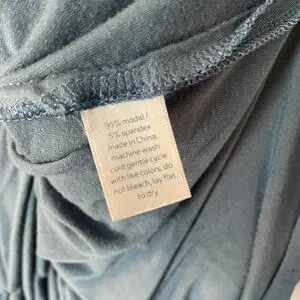 95% modal /
5% spandex
made in China,
machine wash
cold,gentle cycle
with like colors, do
not bleach, lay flat
to dry